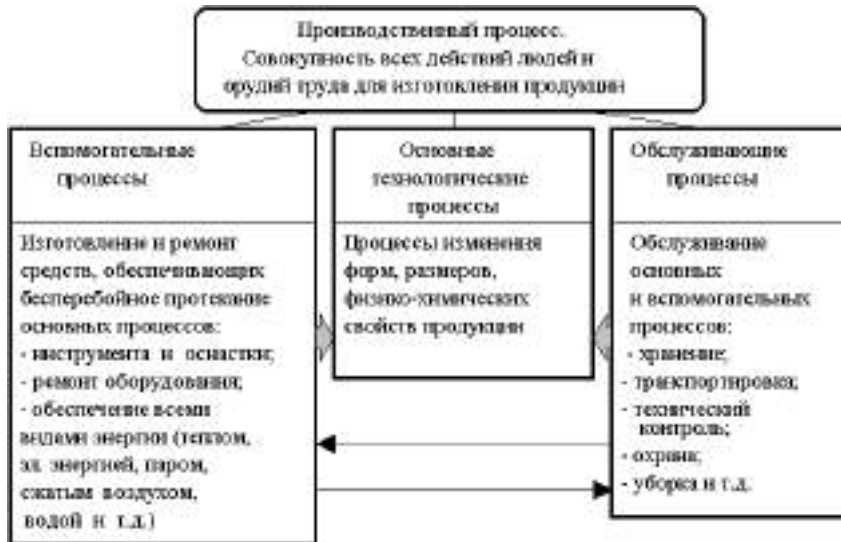 Производственный процесс.
Совокупность всех действий людей и
орудий труда для изготовления продукции
Вспомогательные
процессы
Изготовление и ремонт
средств, обеспечивающих
бесперебойное протекание
основных процессов:
- инструмента и оснастки;
- ремонт оборудования;
- обеспечение всеми
видами энергии (теплом,
эл. энергией, паром,
сжатым воздухом,
водой и т.д.)
Основные
технологические
процессы
Процессы изменения
форм, размеров,
физико-химических
свойств продукции
Обслуживающие
процессы
Обслуживание
основных
и вспомогательных
процессов:
- хранение;
- транспортировка;
- технический
контроль;
- охрана;
- уборка и т.д.